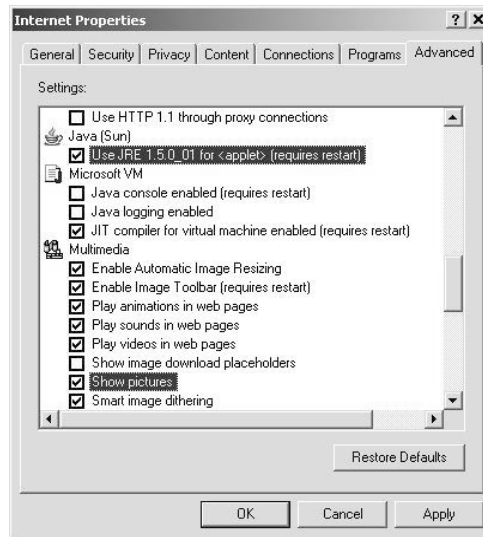 Internet Properties
General Security Privacy Content Connections Programs Advanced
Settings:
Use HTTP 1.1 through proxy connections
Java (Sun)
Use JRE 1.5.0_01 for <applet> (requires restart)
Microsoft VM
Java console enabled (requires restart)
Java logging enabled
JIT compiler for virtual machine enabled (requires restart)
Multimedia
Enable Automatic Image Resizing
Enable Image Toolbar (requires restart)
Play animations in web pages
Play sounds in web pages
Play videos in web pages
Show image download placeholders
Show pictures
Smart image dithering
Restore Defaults
OK Cancel Apply